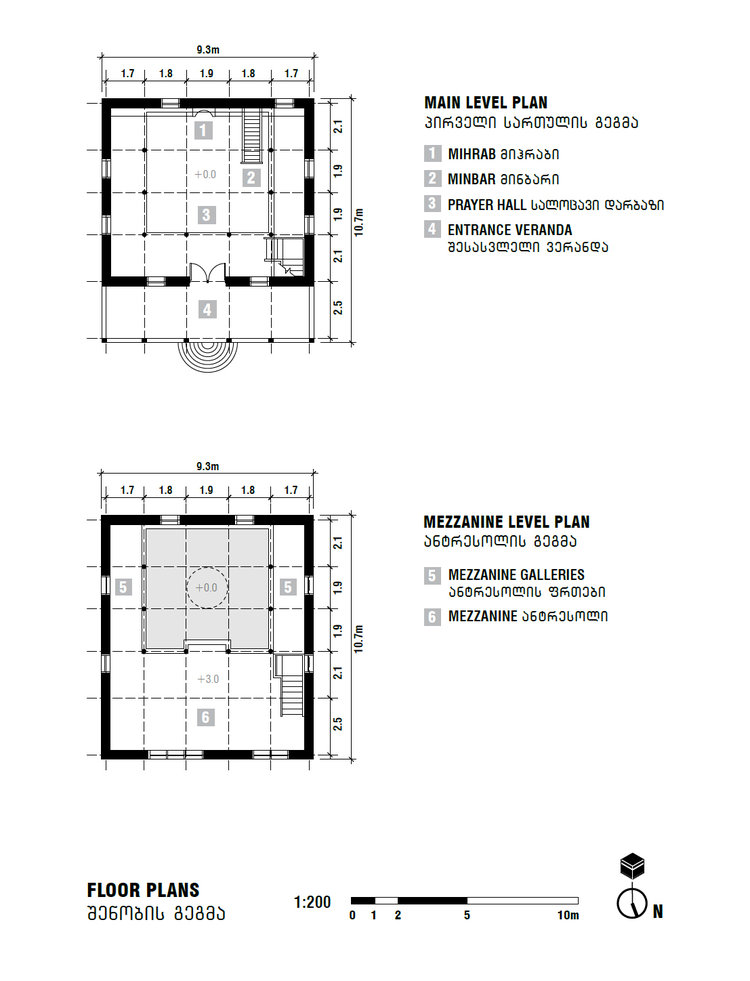 9.3m
1.7 1.8 1.9 1.8 1.7
2.1
1.9
1.9
2.1
2.5
10.7m
1
+0.0
2
3
4
MAIN LEVEL PLAN
პირველი სართულის გეგმა
1 MIHRAB მიჰრაბი
2 MINBAR მინბარი
3 PRAYER HALL სალოცავი დარბაზი
4 ENTRANCE VERANDA
შესასვლელი ვერანდა
9.3m
1.7 1.8 1.9 1.8 1.7
2.1
1.9
1.9
2.1
2.5
10.7m
5
+0.0
5
+3.0
6
MEZZANINE LEVEL PLAN
ანტრესოლის გეგმა
5 MEZZANINE GALLERIES
ანტრესოლის ფრთები
6 MEZZANINE ანტრესოლი
FLOOR PLANS
შენობის გეგმა
1:200
0 1 2 5 10m
N